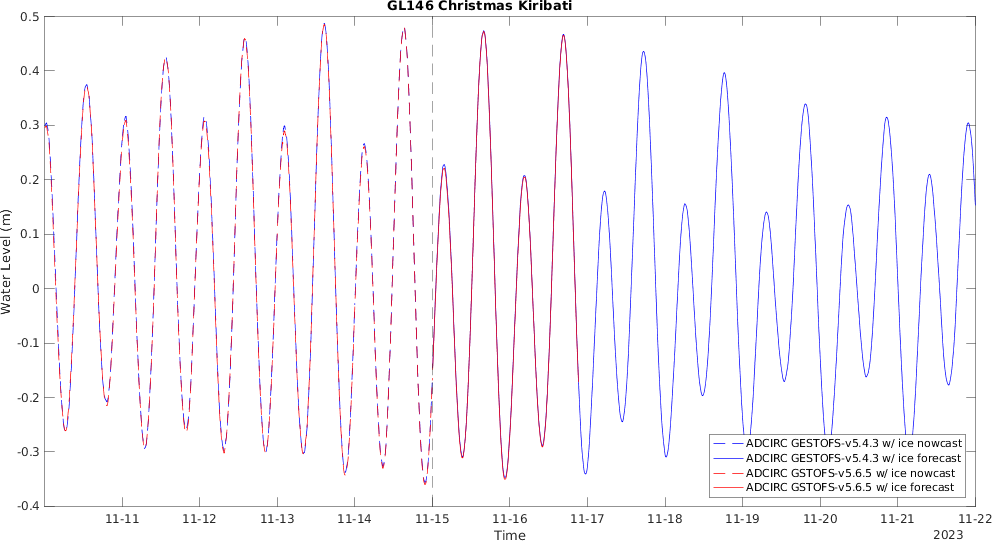 GL146 Christmas Kiribati
0.5
0.4
0.3
0.2
0.1
0
-0.1
-0.2
-0.3
-0.4
Water Level (m)
ADCIRC GESTOFS-v5.4.3 w/ ice nowcast
ADCIRC GESTOFS-v5.4.3 w/ ice forecast
ADCIRC GSTOFS-v5.6.5 w/ ice nowcast
ADCIRC GSTOFS-v5.6.5 w/ ice forecast
11-11 11-12 11-13 11-14 11-15 11-16 11-17 11-18 11-19 11-20 11-21 11-22
Time
2023